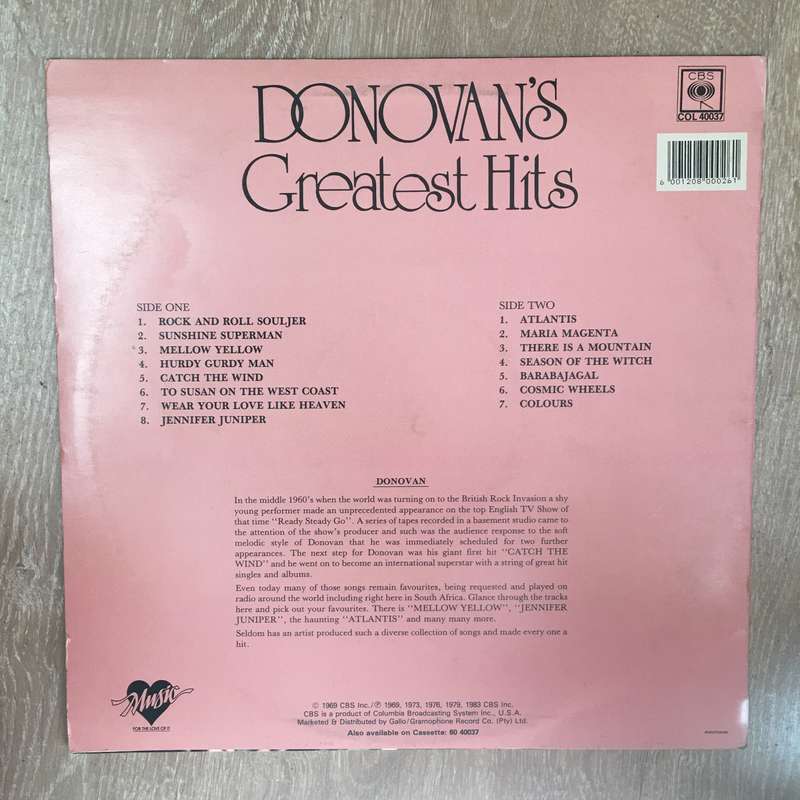 DONOVAN'S
Greatest Hits
CBS
COL 40037
6 001208 000261
SIDE ONE
1. ROCK AND ROLL SOULJER
2. SUNSHINE SUPERMAN
3. MELLOW YELLOW
4. HURDY GURDY MAN
5. CATCH THE WIND
6. TO SUSAN ON THE WEST COAST
7. WEAR YOUR LOVE LIKE HEAVEN
8. JENNIFER JUNIPER
SIDE TWO
1. ATLANTIS
2. MARIA MAGENTA
3. THERE IS A MOUNTAIN
4. SEASON OF THE WITCH
5. BARABAJAGAL
6. COSMIC WHEELS
7. COLOURS
DONOVAN
In the middle 1960's when the world was turning on to the British Rock Invasion a shy
young performer made an unprecedented appearance on the top English TV Show of
that time "Ready Steady Go". A series of tapes recorded in a basement studio came to
the attention of the show's producer and such was the audience response to the soft
melodic style of Donovan that he was immediately scheduled for two further
appearances. The next step for Donovan was his giant first hit "CATCH THE
WIND" and he went on to become an international superstar with a string of great hit
singles and albums.
Even today many of those songs remain favourites, being requested and played on
radio around the world including right here in South Africa. Glance through the tracks
here and pick out your favourites. There is "MELLOW YELLOW", "JENNIFER
JUNIPER", the haunting "ATLANTIS" and many many more.
Seldom has an artist produced such a diverse collection of songs and made every one a
hit.
Music
FOR THE LOVE OF IT
© 1969 CBS Inc./℗ 1969, 1973, 1976, 1979, 1983 CBS Inc.
CBS is a product of Columbia Broadcasting System Inc., U.S.A.
Marketed & Distributed by Gallo/Gramophone Record Co. (Pty) Ltd.
Also available on Cassette: 60 40037